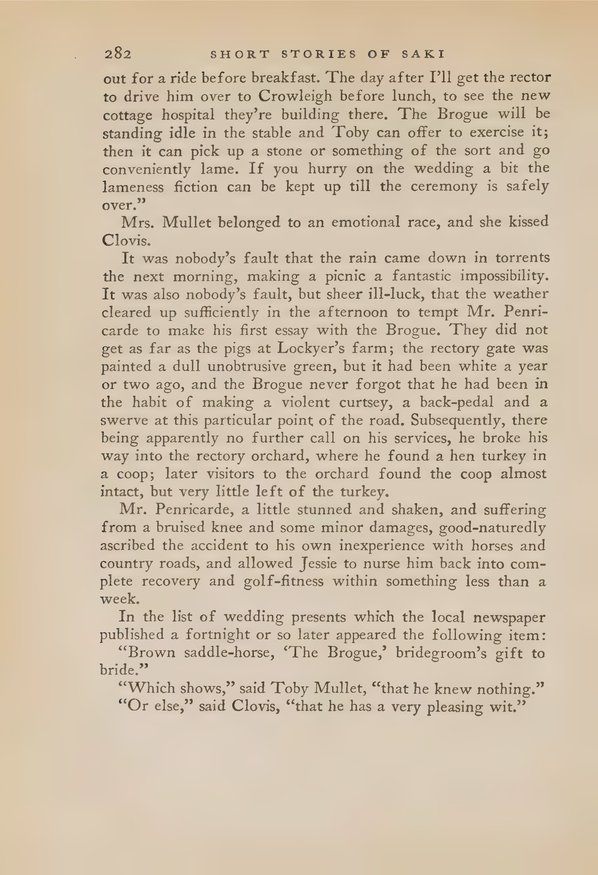 282 SHORT STORIES OF SAKI
out for a ride before breakfast. The day after I'll get the rector
to drive him over to Crowleigh before lunch, to see the new
cottage hospital they're building there. The Brogue will be
standing idle in the stable and Toby can offer to exercise it;
then it can pick up a stone or something of the sort and go
conveniently lame. If you hurry on the wedding a bit the
lameness fiction can be kept up till the ceremony is safely
over.”
Mrs. Mullet belonged to an emotional race, and she kissed
Clovis.
It was nobody's fault that the rain came down in torrents
the next morning, making a picnic a fantastic impossibility.
It was also nobody's fault, but sheer ill-luck, that the weather
cleared up sufficiently in the afternoon to tempt Mr. Penri-
carde to make his first essay with the Brogue. They did not
get as far as the pigs at Lockyer's farm; the rectory gate was
painted a dull unobtrusive green, but it had been white a year
or two ago, and the Brogue never forgot that he had been in
the habit of making a violent curtsey, a back-pedal and a
swerve at this particular point of the road. Subsequently, there
being apparently no further call on his services, he broke his
way into the rectory orchard, where he found a hen turkey in
a coop; later visitors to the orchard found the coop almost
intact, but very little left of the turkey.
Mr. Penricarde, a little stunned and shaken, and suffering
from a bruised knee and some minor damages, good-naturedly
ascribed the accident to his own inexperience with horses and
country roads, and allowed Jessie to nurse him back into com-
plete recovery and golf-fitness within something less than a
week.
In the list of wedding presents which the local newspaper
published a fortnight or so later appeared the following item:
“Brown saddle-horse, ‘The Brogue,’ bridegroom's gift to
bride.”
“Which shows,” said Toby Mullet, “that he knew nothing.”
“Or else,” said Clovis, “that he has a very pleasing wit.”